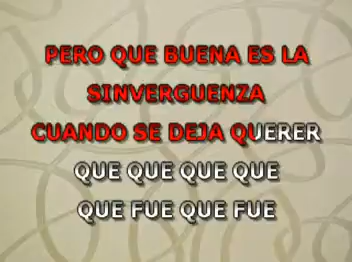 PERO QUE BUENA ES LA
SINVERGUENZA
CUANDO SE DEJA QUERER
QUE QUE QUE QUE
QUE FUE QUE FUE